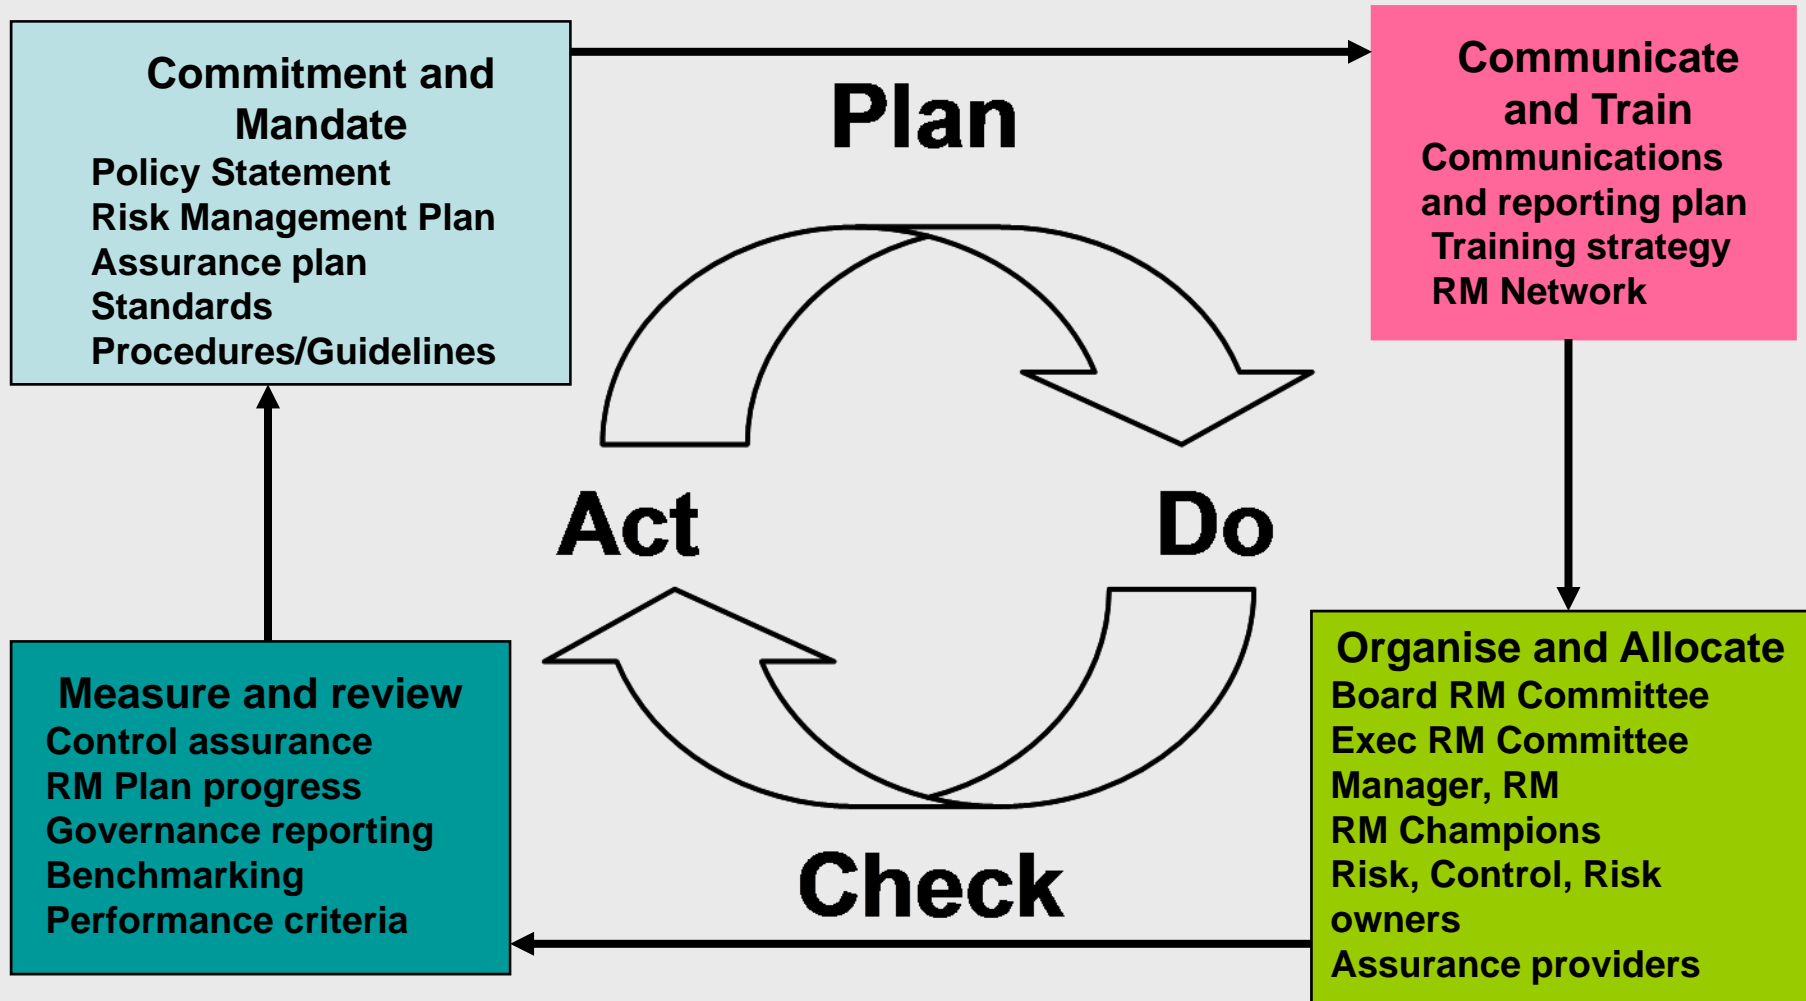 Commitment and
Mandate
Policy Statement
Risk Management Plan
Assurance plan
Standards
Procedures/Guidelines
Plan
Communicate
and Train
Communications
and reporting plan
Training strategy
RM Network
Act
Do
Measure and review
Control assurance
RM Plan progress
Governance reporting
Benchmarking
Performance criteria
Check
Organise and Allocate
Board RM Committee
Exec RM Committee
Manager, RM
RM Champions
Risk, Control, Risk
owners
Assurance providers